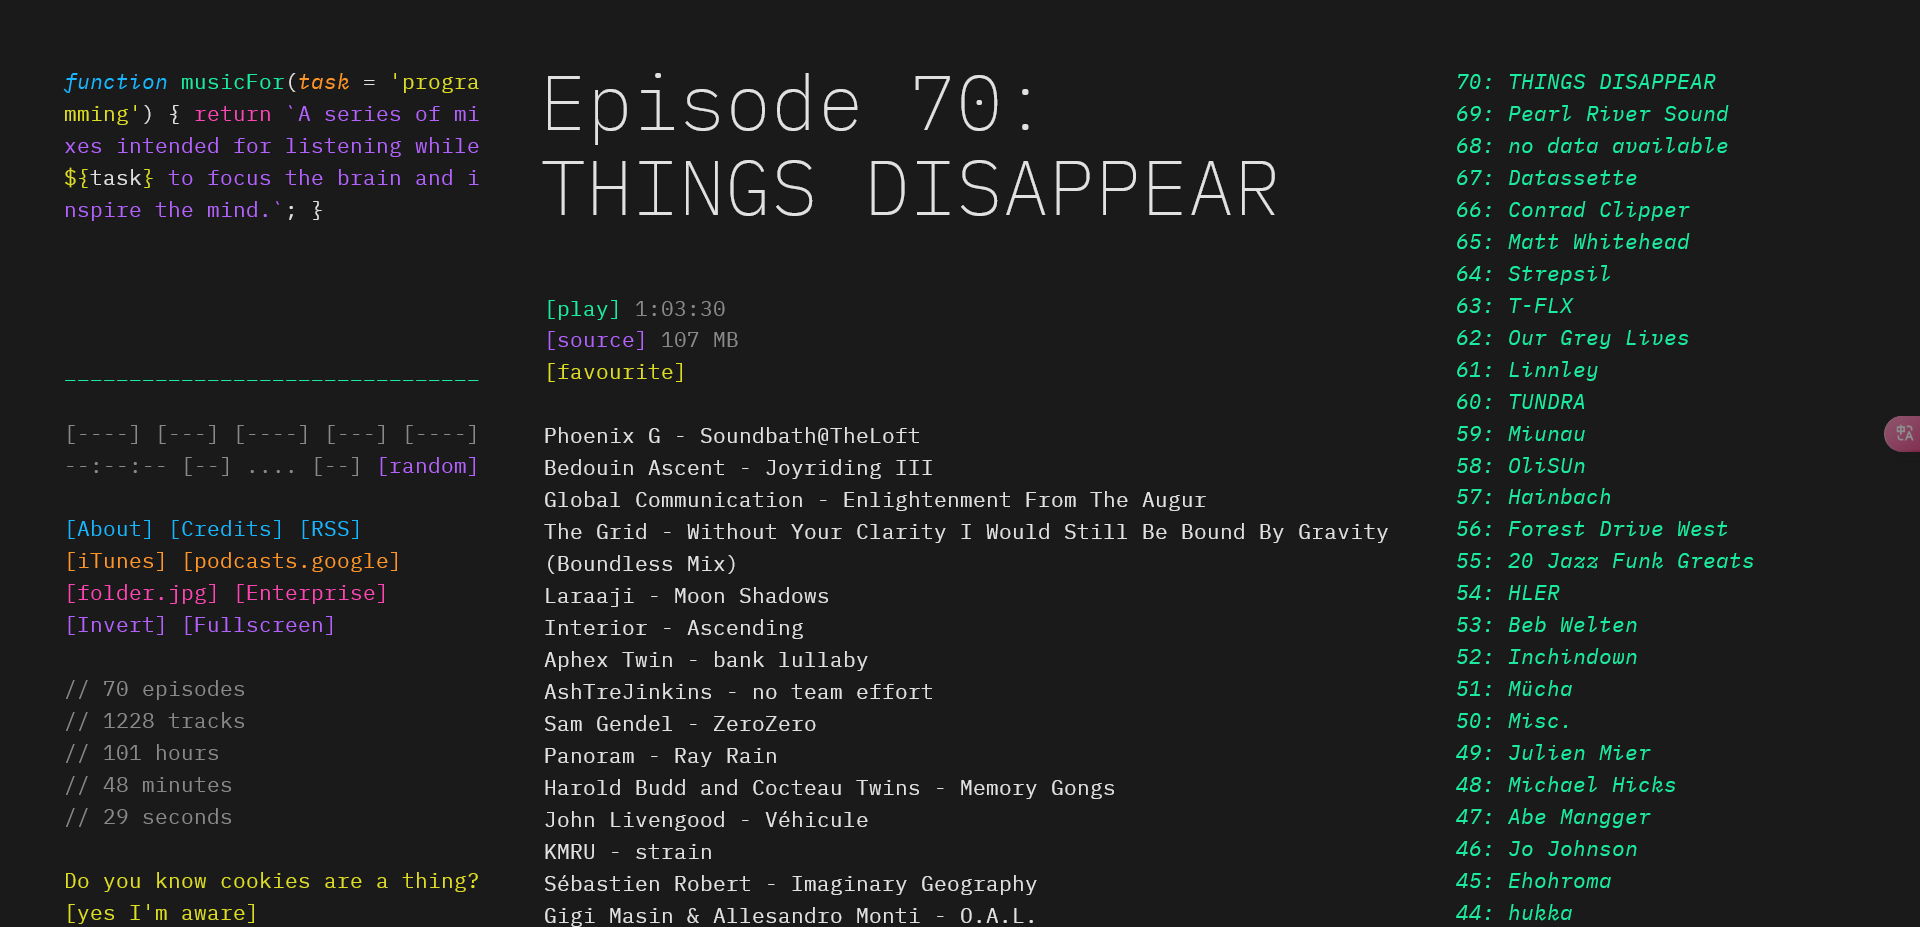 function musicFor(task = 'progra
mming') { return `A series of mi
xes intended for listening while
${task} to focus the brain and i
nspire the mind.`; }
________________________________
[----] [---] [----] [---] [----]
--:--:-- [--] .... [--] [random]
[About] [Credits] [RSS]
[iTunes] [podcasts.google]
[folder.jpg] [Enterprise]
[Invert] [Fullscreen]
// 70 episodes
// 1228 tracks
// 101 hours
// 48 minutes
// 29 seconds
Do you know cookies are a thing?
[yes I'm aware]
Episode 70:
THINGS DISAPPEAR
[play] 1:03:30
[source] 107 MB
[favourite]
Phoenix G - Soundbath@TheLoft
Bedouin Ascent - Joyriding III
Global Communication - Enlightenment From The Augur
The Grid - Without Your Clarity I Would Still Be Bound By Gravity
(Boundless Mix)
Laraaji - Moon Shadows
Interior - Ascending
Aphex Twin - bank lullaby
AshTreJinkins - no team effort
Sam Gendel - ZeroZero
Panoram - Ray Rain
Harold Budd and Cocteau Twins - Memory Gongs
John Livengood - Véhicule
KMRU - strain
Sébastien Robert - Imaginary Geography
Gigi Masin & Allesandro Monti - O.A.L.
70: THINGS DISAPPEAR
69: Pearl River Sound
68: no data available
67: Datassette
66: Conrad Clipper
65: Matt Whitehead
64: Strepsil
63: T-FLX
62: Our Grey Lives
61: Linnley
60: TUNDRA
59: Miunau
58: OliSUn
57: Hainbach
56: Forest Drive West
55: 20 Jazz Funk Greats
54: HLER
53: Beb Welten
52: Inchindown
51: Mücha
50: Misc.
49: Julien Mier
48: Michael Hicks
47: Abe Mangger
46: Jo Johnson
45: Ehohroma
44: hukka